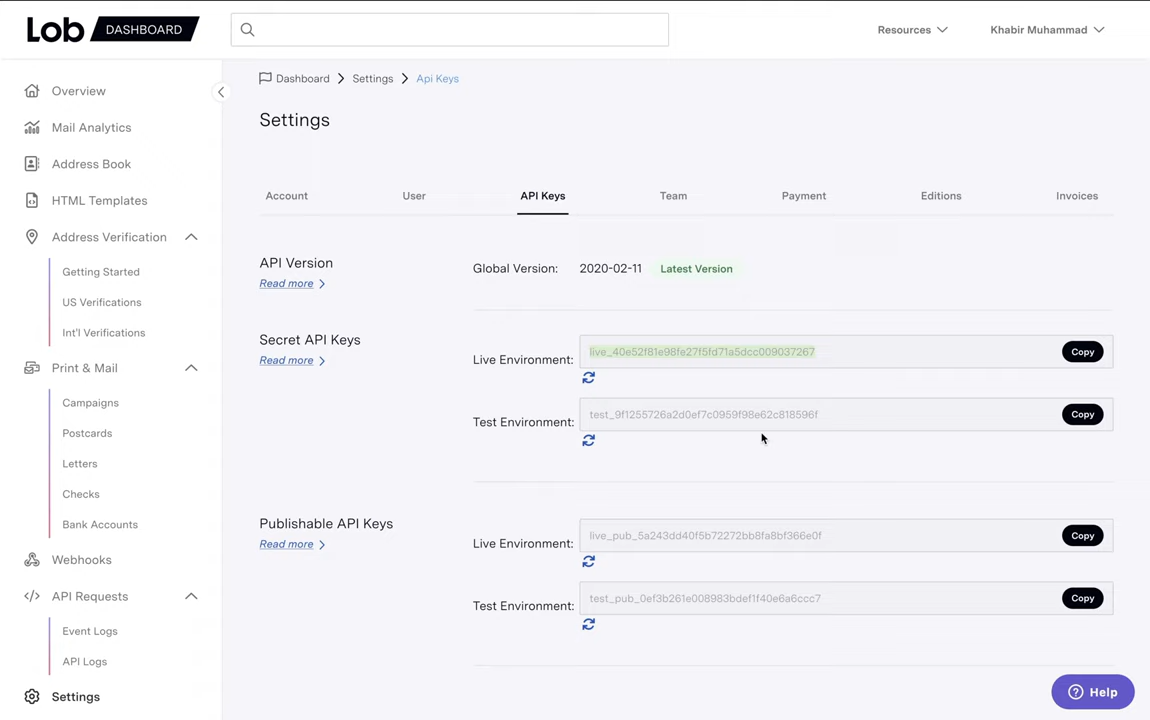 Lob DASHBOARD
Resources
Khabir Muhammad
Overview
Mail Analytics
Address Book
HTML Templates
Address Verification
Getting Started
US Verifications
Int'l Verifications
Print & Mail
Campaigns
Postcards
Letters
Checks
Bank Accounts
Webhooks
API Requests
Event Logs
API Logs
Settings
Dashboard > Settings > Api Keys
Settings
Account User API Keys Team Payment Editions Invoices
API Version
Read more >
Global Version: 2020-02-11 Latest Version
Secret API Keys
Read more >
Live Environment: live_40e52f81e98fe27f5fd71a5dcc009037267 Copy
Test Environment: test_9f1255726a2d0ef7c0959f98e62c818596f Copy
Publishable API Keys
Read more >
Live Environment: live_pub_5a243dd40f5b72272bb8fa8bf366e0f Copy
Test Environment: test_pub_0ef3b261e008983bdef1f40e6a6ccc7 Copy
Help